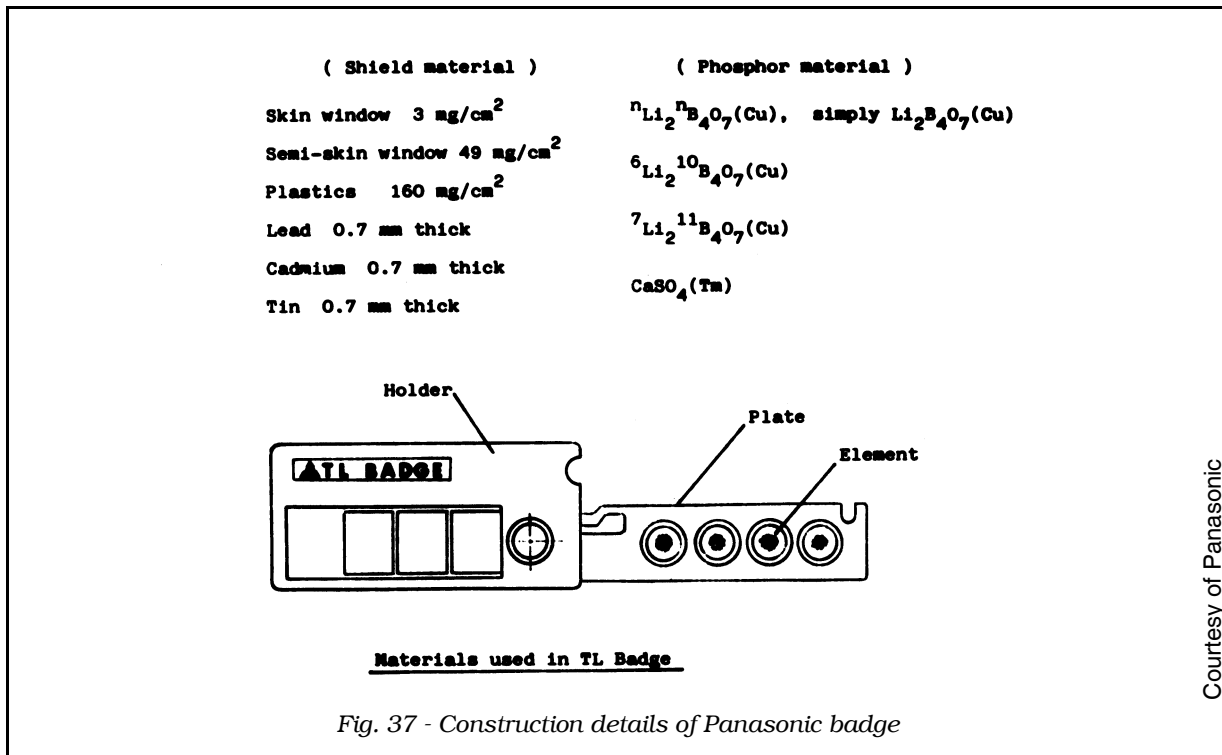 ( Shield material )
Skin window 3 mg/cm²
Semi-skin window 49 mg/cm²
Plastics 160 mg/cm²
Lead 0.7 mm thick
Cadmium 0.7 mm thick
Tin 0.7 mm thick
( Phosphor material )
ⁿLi₂ⁿB₄O₇(Cu), simply Li₂B₄O₇(Cu)
⁶Li₂¹⁰B₄O₇(Cu)
⁷Li₂¹¹B₄O₇(Cu)
CaSO₄(Tm)
Holder
Plate
Element
TL BADGE
Materials used in TL Badge
Fig. 37 - Construction details of Panasonic badge
Courtesy of Panasonic